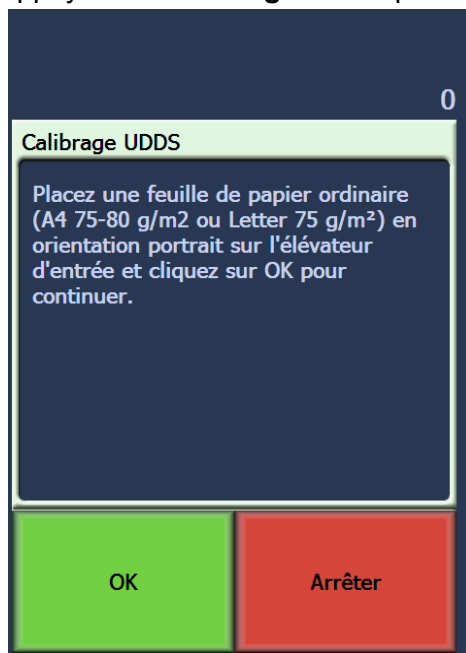 0
Calibrage UDDS
Placez une feuille de papier ordinaire
(A4 75-80 g/m2 ou Letter 75 g/m²) en
orientation portrait sur l'élévateur
d'entrée et cliquez sur OK pour
continuer.
OK
Arrêter